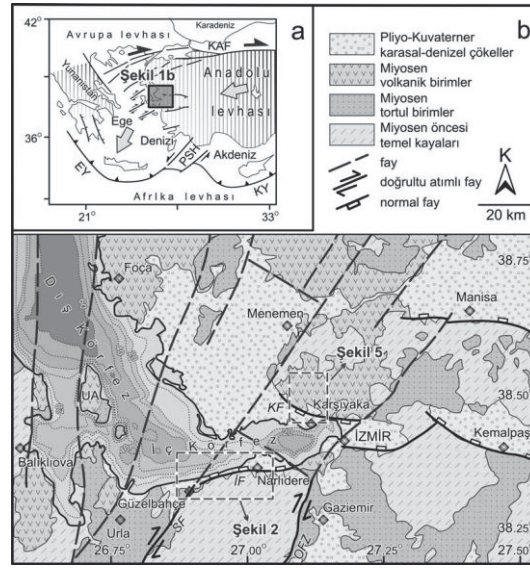 42°
39°
36°
21°
27°
33°
Karadeniz
a
Avrupa levhası
KAF
Şekil 1b
Anadolu
levhası
Yunanistan
Ege
Denizi
PSH
Akdeniz
EY
KY
Afrika levhası
b
Pliyo-Kuvaterner
karasal-denizel çökeller
Miyosen
volkanik birimler
Miyosen
tortul birimler
Miyosen öncesi
temel kayaları
fay
doğrultu atımlı fay
normal fay
K
20 km
38.75°
Foça
Manisa
Menemen
Dış Körfez
Şekil 5
38.50°
UA
KF
Karşıyaka
İç Körfez
İZMİR
Kemalpaşa
Balıklıova
İF
Narlıdere
Güzelbahçe
SF
Urla
Şekil 2
Gaziemir
OFZ
38.25°
26.75°
27.00°
27.25°
27.50°